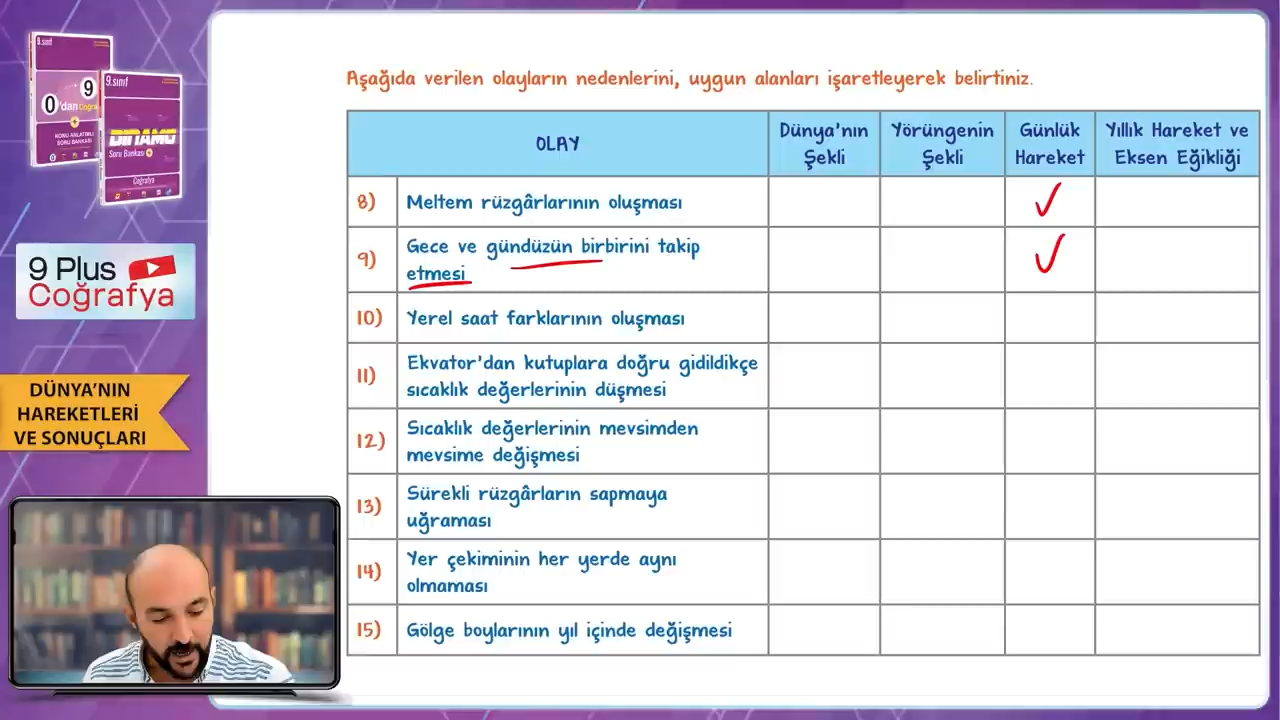 9.sınıf
0'dan 9
KONU ANLATIMLI
SORU BANKASI
9.sınıf
DİNAMO
Soru Bankası
Coğrafya
9 Plus
Coğrafya
DÜNYA'NIN
HAREKETLERİ
VE SONUÇLARI
Aşağıda verilen olayların nedenlerini, uygun alanları işaretleyerek belirtiniz.
OLAY
Dünya'nın
Şekli
Yörüngenin
Şekli
Günlük
Hareket
Yıllık Hareket ve
Eksen Eğikliği
8) Meltem rüzgârlarının oluşması ✓
9) Gece ve gündüzün birbirini takip
etmesi ✓
10) Yerel saat farklarının oluşması
11) Ekvator'dan kutuplara doğru gidildikçe
sıcaklık değerlerinin düşmesi
12) Sıcaklık değerlerinin mevsimden
mevsime değişmesi
13) Sürekli rüzgârların sapmaya
uğraması
14) Yer çekiminin her yerde aynı
olmaması
15) Gölge boylarının yıl içinde değişmesi